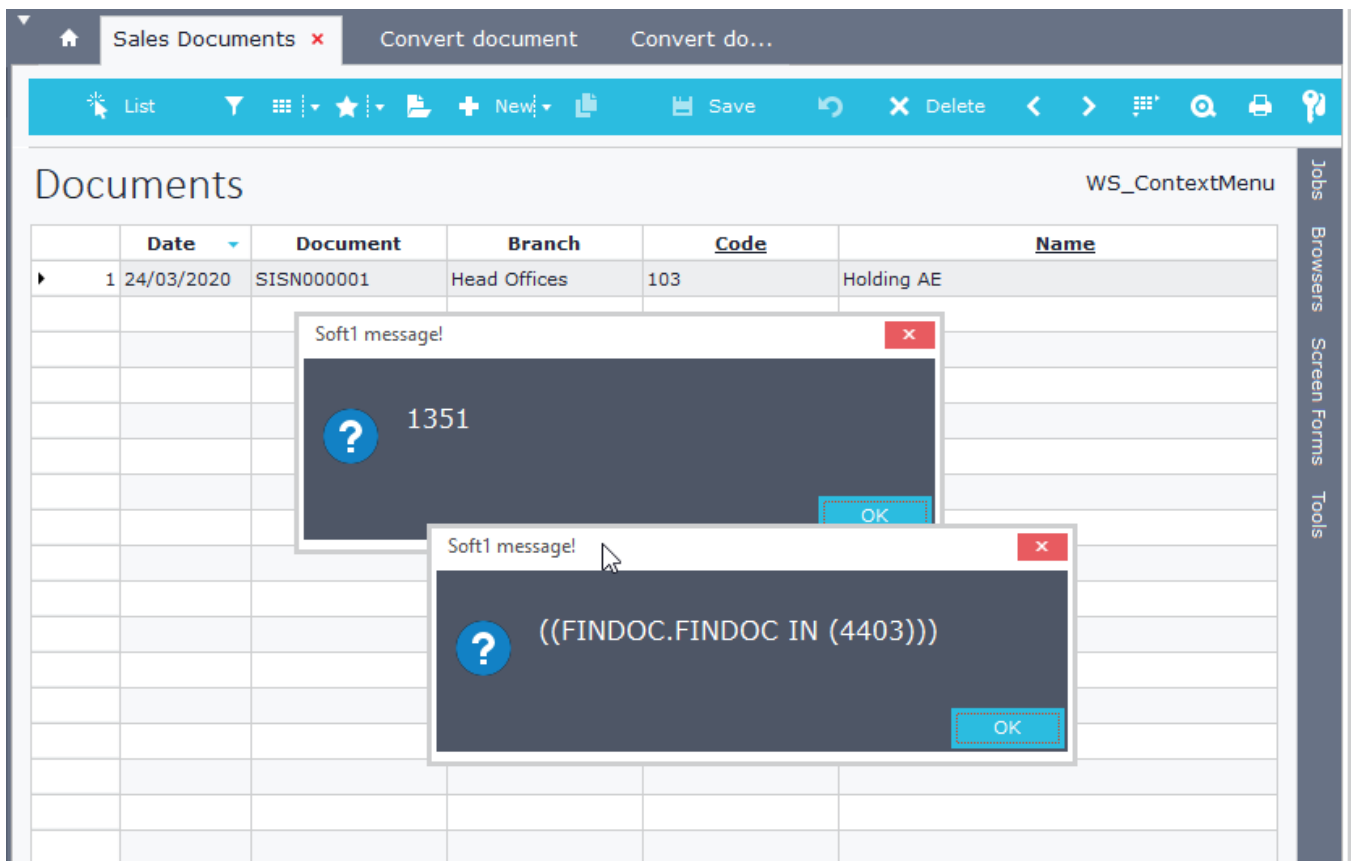 Sales Documents × Convert document Convert do...
List New Save Delete
Documents WS_ContextMenu
Date Document Branch Code Name
1 24/03/2020 SISN000001 Head Offices 103 Holding AE
Soft1 message!
1351
OK
Soft1 message!
((FINDOC.FINDOC IN (4403)))
OK
Jobs
Browsers
Screen Forms
Tools